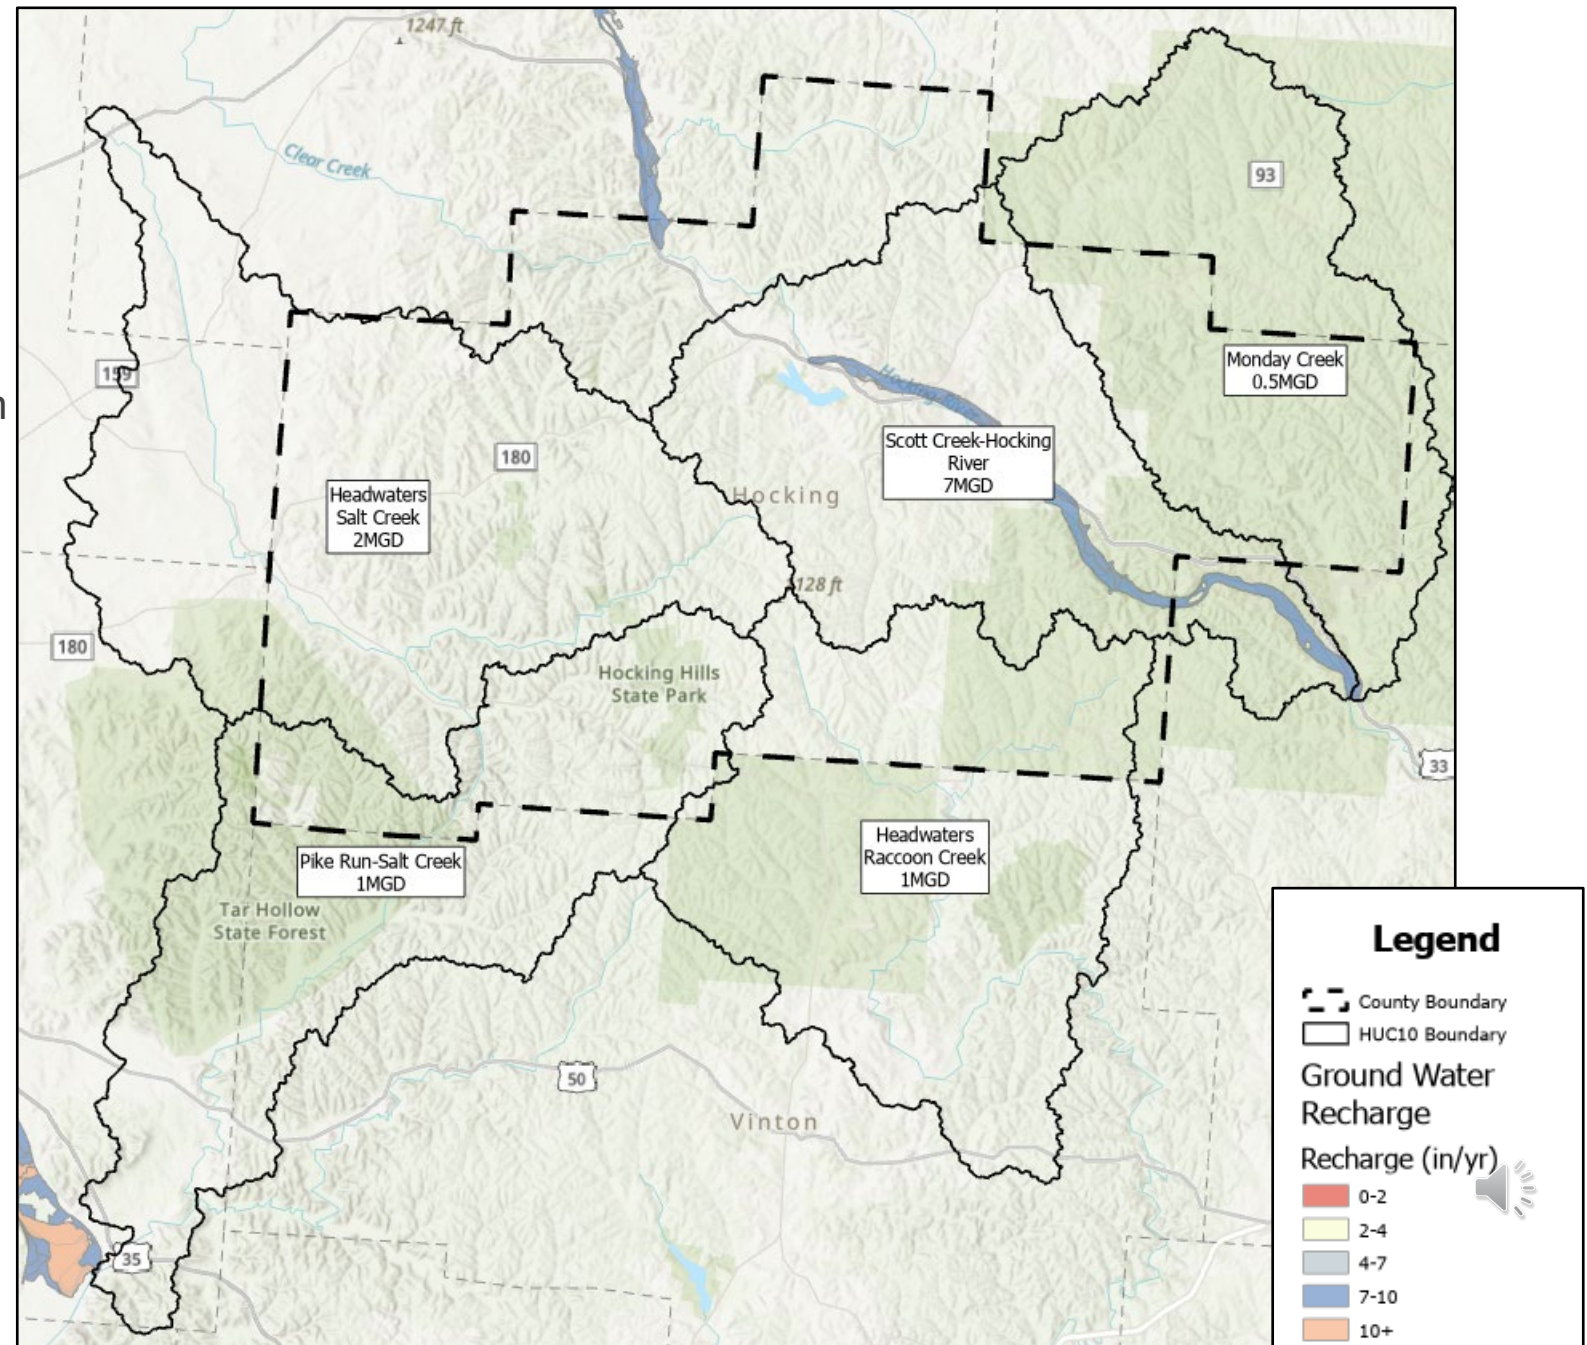 1247 ft
Clear Creek
93
159
Monday Creek
0.5MGD
Hocking River
n
Scott Creek-Hocking
River
7MGD
180
Headwaters
Salt Creek
2MGD
Hocking
128 ft
180
Hocking Hills
State Park
33
Headwaters
Raccoon Creek
1MGD
Pike Run-Salt Creek
1MGD
Tar Hollow
State Forest
50
Vinton
35
Legend
County Boundary
HUC10 Boundary
Ground Water
Recharge
Recharge (in/yr)
0-2
2-4
4-7
7-10
10+